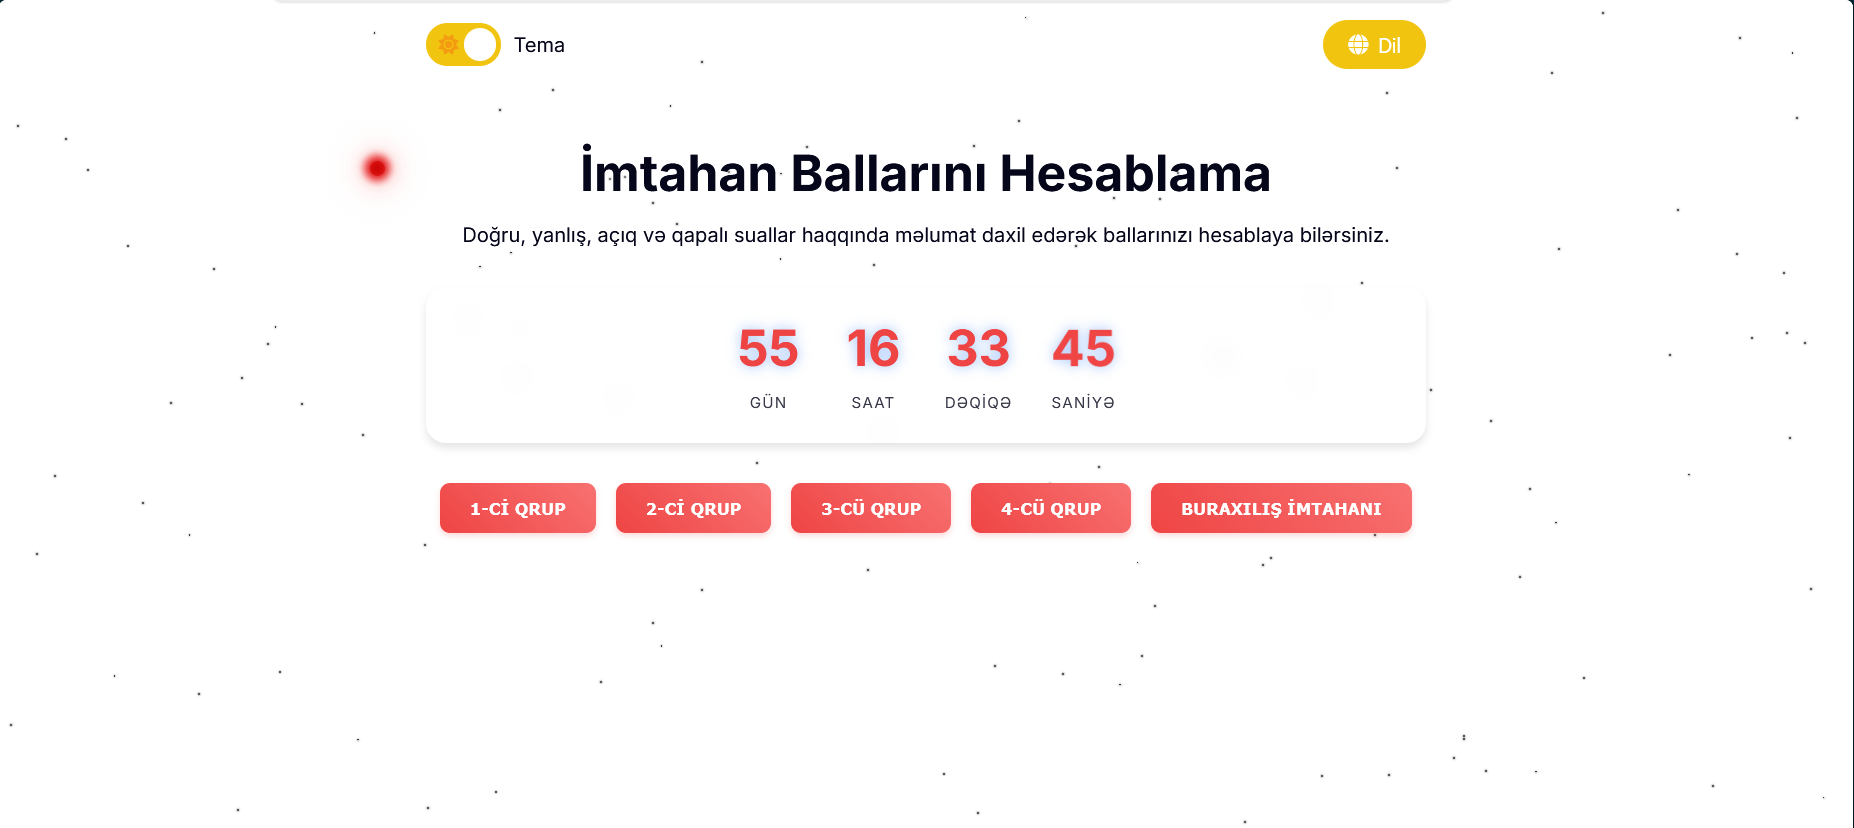 Tema
Dil
İmtahan Ballarını Hesablama
Doğru, yanlış, açıq və qapalı suallar haqqında məlumat daxil edərək ballarınızı hesablaya bilərsiniz.
55 16 33 45
GÜN SAAT DƏQİQƏ SANİYƏ
1-Cİ QRUP 2-Cİ QRUP 3-CÜ QRUP 4-CÜ QRUP BURAXILIŞ İMTAHANI